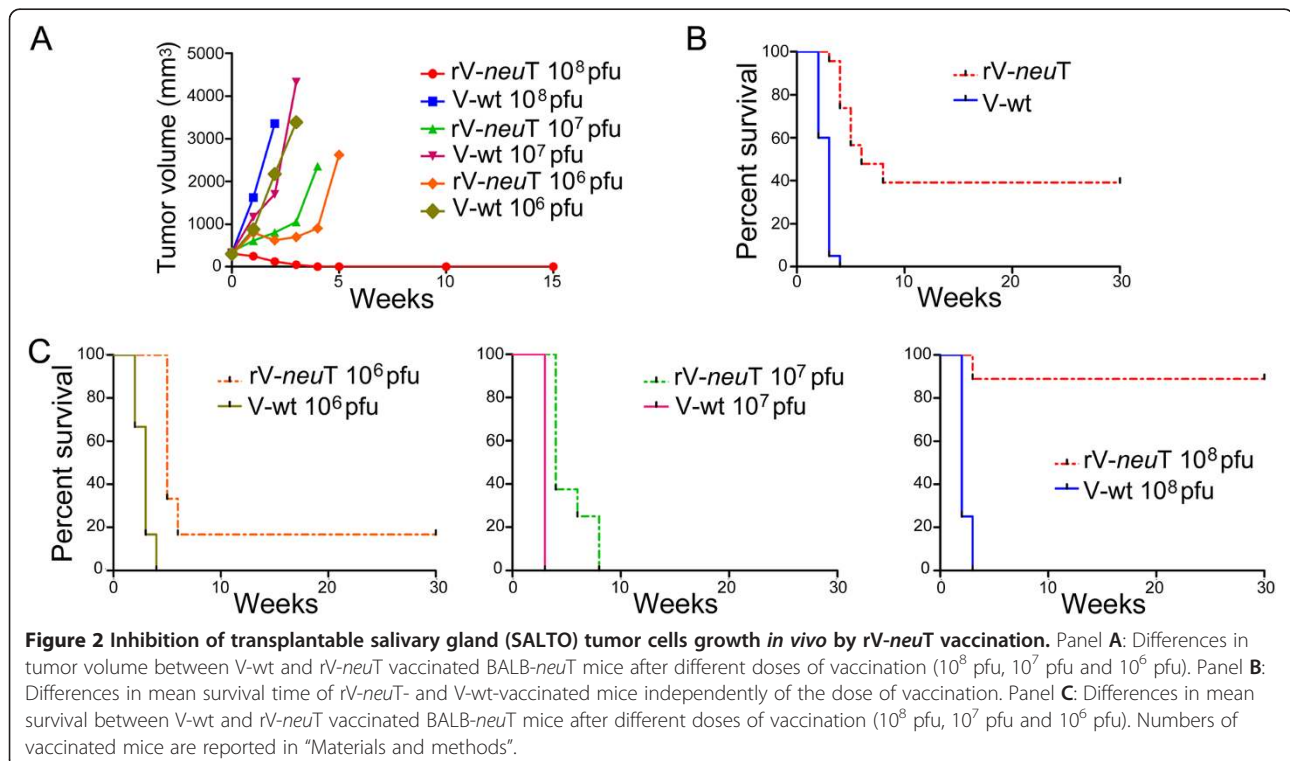 A
Tumor volume (mm³)
5000
4000
3000
2000
1000
0
0 5 10 15
Weeks
rV-neuT 10⁸ pfu
V-wt 10⁸ pfu
rV-neuT 10⁷ pfu
V-wt 10⁷ pfu
rV-neuT 10⁶ pfu
V-wt 10⁶ pfu
B
Percent survival
100
80
60
40
20
0
0 10 20 30
Weeks
rV-neuT
V-wt
C
Percent survival
100
80
60
40
20
0
0 10 20 30
Weeks
rV-neuT 10⁶ pfu
V-wt 10⁶ pfu
100
80
60
40
20
0
0 10 20 30
Weeks
rV-neuT 10⁷ pfu
V-wt 10⁷ pfu
100
80
60
40
20
0
0 10 20 30
Weeks
rV-neuT 10⁸ pfu
V-wt 10⁸ pfu
Figure 2 Inhibition of transplantable salivary gland (SALTO) tumor cells growth in vivo by rV-neuT vaccination. Panel A: Differences in
tumor volume between V-wt and rV-neuT vaccinated BALB-neuT mice after different doses of vaccination (10⁸ pfu, 10⁷ pfu and 10⁶ pfu). Panel B:
Differences in mean survival time of rV-neuT- and V-wt-vaccinated mice independently of the dose of vaccination. Panel C: Differences in mean
survival between V-wt and rV-neuT vaccinated BALB-neuT mice after different doses of vaccination (10⁸ pfu, 10⁷ pfu and 10⁶ pfu). Numbers of
vaccinated mice are reported in “Materials and methods”.